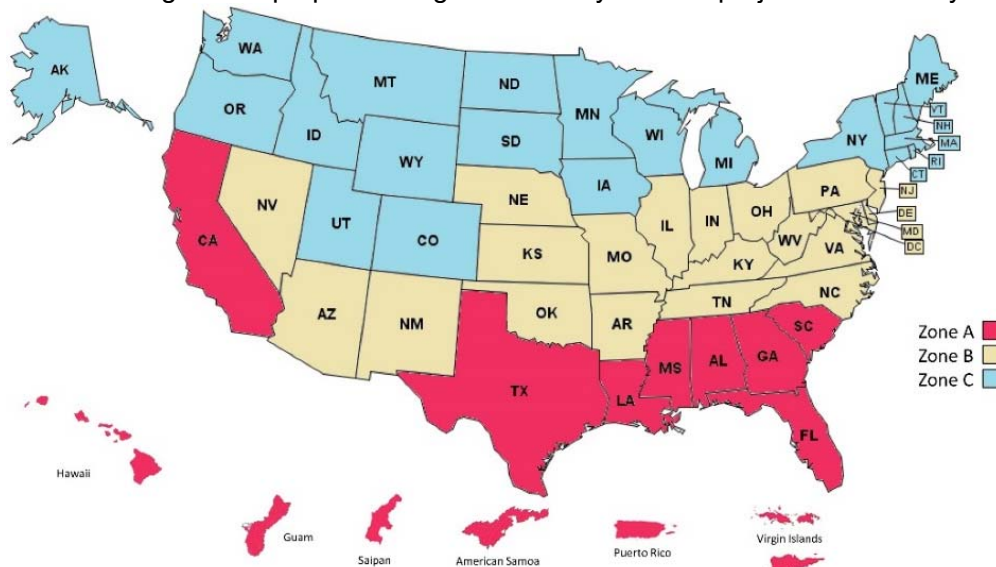 WA
AK
MT
ND
ME
OR
MN
VT
ID
SD
WI
NY
NH
WY
MA
MI
RI
CT
IA
NE
PA
NJ
NV
OH
IL
IN
DE
UT
CO
MD
WV
CA
KS
MO
VA
DC
KY
NC
TN
AZ
OK
NM
AR
SC
Zone A
MS
AL
GA
Zone B
TX
LA
Zone C
FL
Hawaii
Guam
Virgin Islands
Saipan
American Samoa
Puerto Rico